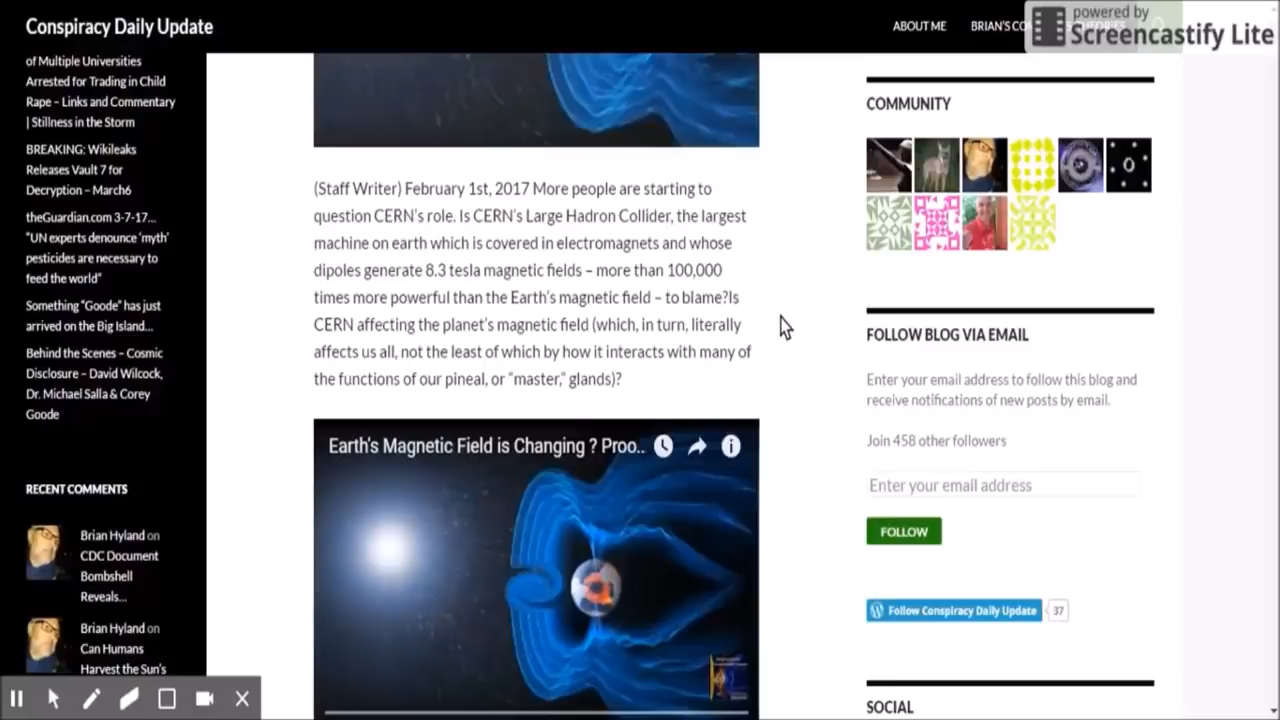 Conspiracy Daily Update
ABOUT ME
BRIAN'S
powered by
Screencastify Lite
of Multiple Universities
Arrested for Trading in Child
Rape – Links and Commentary
| Stillness in the Storm
BREAKING: Wikileaks
Releases Vault 7 for
Decryption – March6
theGuardian.com 3-7-17...
“UN experts denounce ‘myth’
pesticides are necessary to
feed the world”
Something “Goode” has just
arrived on the Big Island...
Behind the Scenes – Cosmic
Disclosure – David Wilcock,
Dr. Michael Salla & Corey
Goode
RECENT COMMENTS
Brian Hyland on
CDC Document
Bombshell
Reveals...
Brian Hyland on
Can Humans
Harvest the Sun's
(Staff Writer) February 1st, 2017 More people are starting to
question CERN's role. Is CERN's Large Hadron Collider, the largest
machine on earth which is covered in electromagnets and whose
dipoles generate 8.3 tesla magnetic fields – more than 100,000
times more powerful than the Earth's magnetic field – to blame?Is
CERN affecting the planet's magnetic field (which, in turn, literally
affects us all, not the least of which by how it interacts with many of
the functions of our pineal, or “master,” glands)?
Earth's Magnetic Field is Changing ? Proo..
COMMUNITY
FOLLOW BLOG VIA EMAIL
Enter your email address to follow this blog and
receive notifications of new posts by email.
Join 458 other followers
Enter your email address
FOLLOW
Follow Conspiracy Daily Update
37
SOCIAL